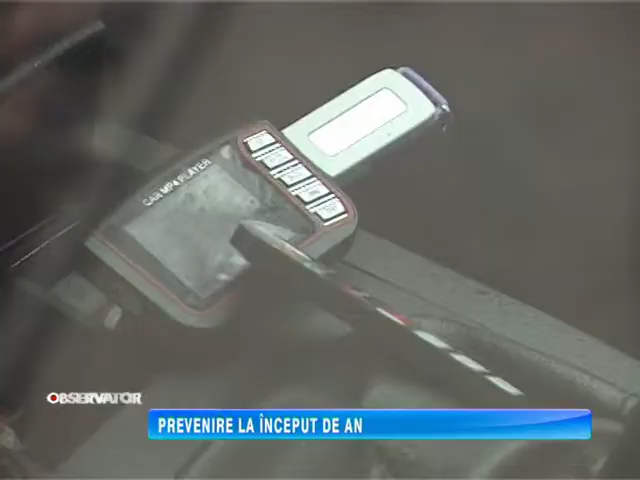 CAR MP4 PLAYER
OBSERVATOR
PREVENIRE LA ÎNCEPUT DE AN